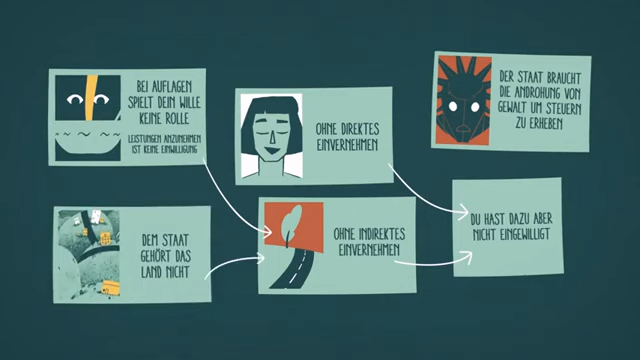 BEI AUFLAGEN
SPIELT DEIN WILLE
KEINE ROLLE
LEISTUNGEN ANZUNEHMEN
IST KEINE EINWILLIGUNG
OHNE DIREKTES
EINVERNEHMEN
DER STAAT BRAUCHT
DIE ANDROHUNG VON
GEWALT UM STEUERN
ZU ERHEBEN
DEM STAAT
GEHÖRT DAS
LAND NICHT
OHNE INDIREKTES
EINVERNEHMEN
DU HAST DAZU ABER
NICHT EINGEWILLIGT